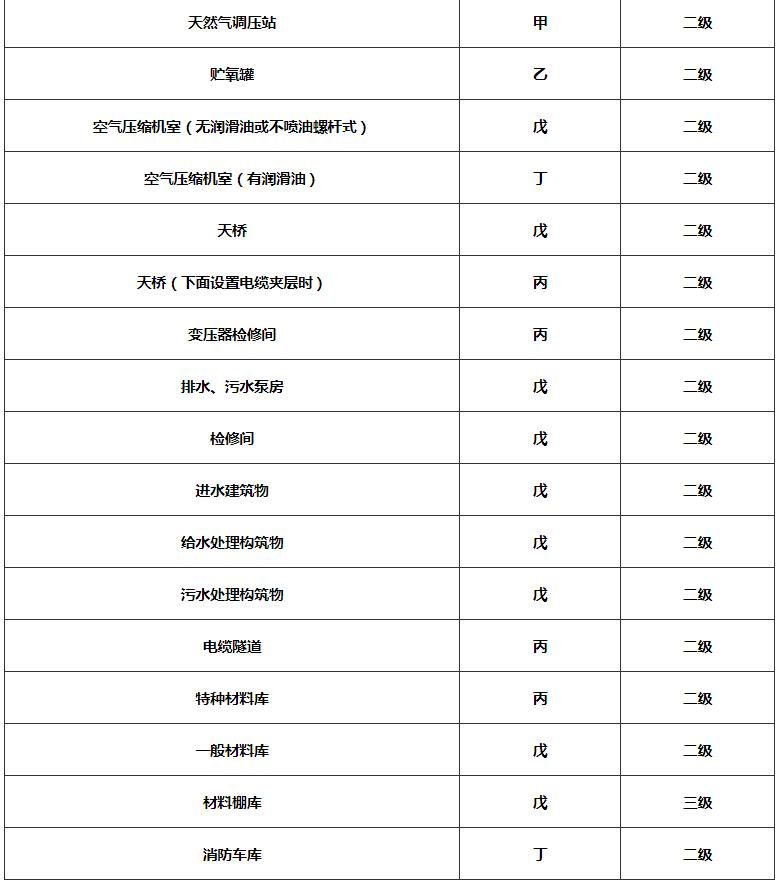 天然气调压站 甲 二级
贮氧罐 乙 二级
空气压缩机室（无润滑油或不喷油螺杆式） 戊 二级
空气压缩机室（有润滑油） 丁 二级
天桥 戊 二级
天桥（下面设置电缆夹层时） 丙 二级
变压器检修间 丙 二级
排水、污水泵房 戊 二级
检修间 戊 二级
进水建筑物 戊 二级
给水处理构筑物 戊 二级
污水处理构筑物 戊 二级
电缆隧道 丙 二级
特种材料库 丙 二级
一般材料库 戊 二级
材料棚库 戊 三级
消防车库 丁 二级